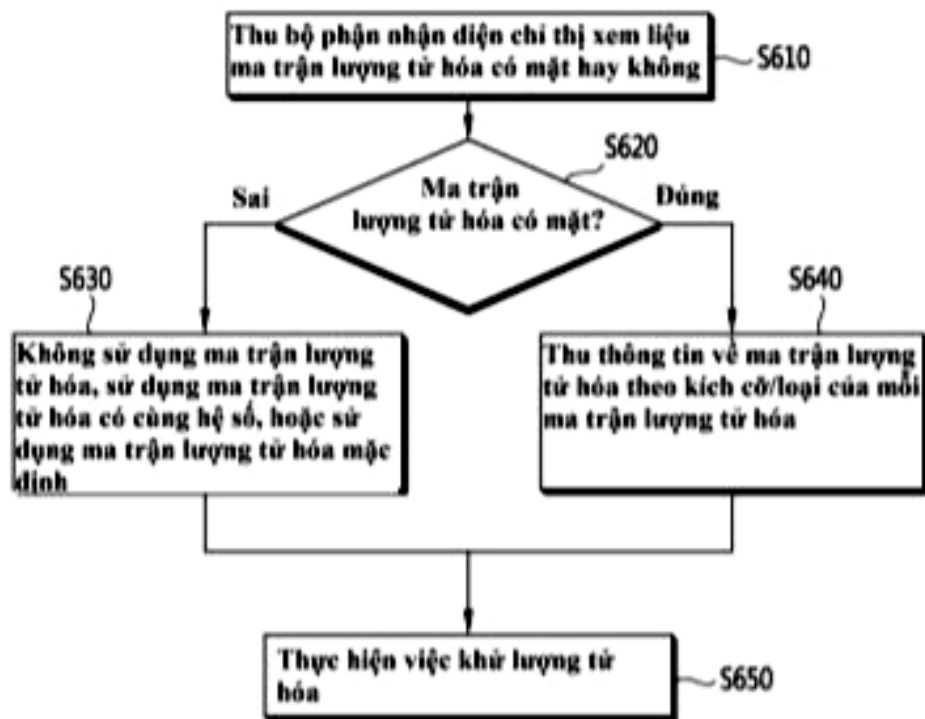 Thu bộ phận nhận diện chỉ thị xem liệu
ma trận lượng tử hóa có mặt hay không
S610
S620
Ma trận
lượng tử hóa có mặt?
Sai
Đúng
S630
Không sử dụng ma trận lượng
tử hóa, sử dụng ma trận lượng
tử hóa có cùng hệ số, hoặc sử
dụng ma trận lượng tử hóa mặc
định
S640
Thu thông tin về ma trận lượng
tử hóa theo kích cỡ/loại của mỗi
ma trận lượng tử hóa
Thực hiện việc khử lượng tử
hóa
S650